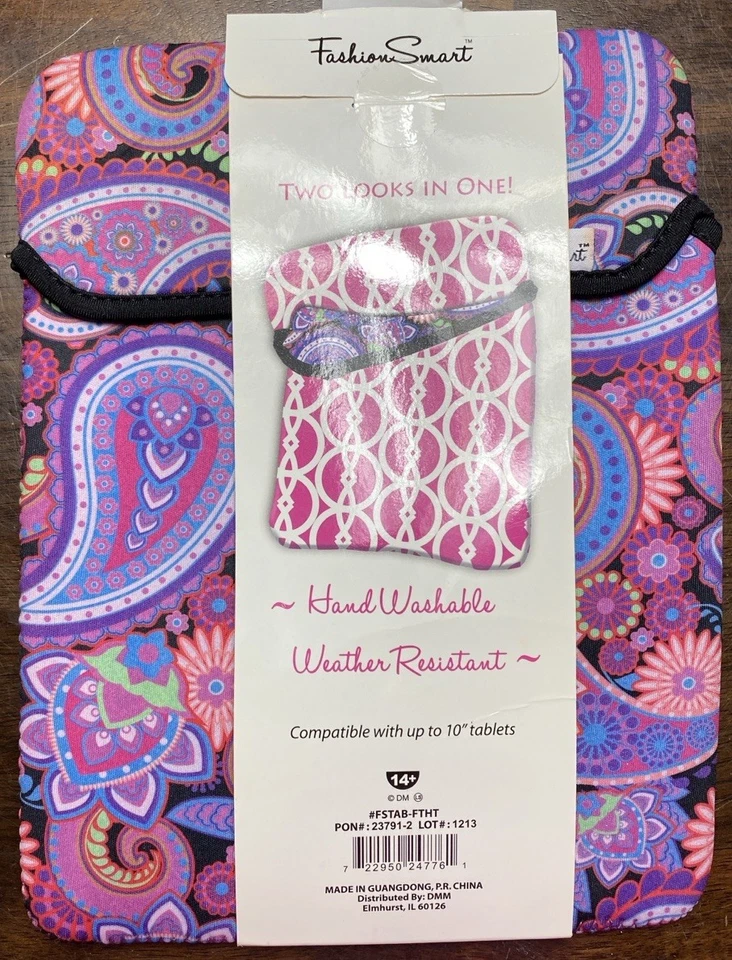 FashionSmart™
TWO LOOKS IN ONE!
rt™
~ Hand Washable
Weather Resistant ~
Compatible with up to 10" tablets
14+
© DM LB
#FSTAB-FTHT
PON#: 23791-2 LOT#: 1213
7 22950 24776 1
MADE IN GUANGDONG, P.R. CHINA
Distributed By: DMM
Elmhurst, IL 60126